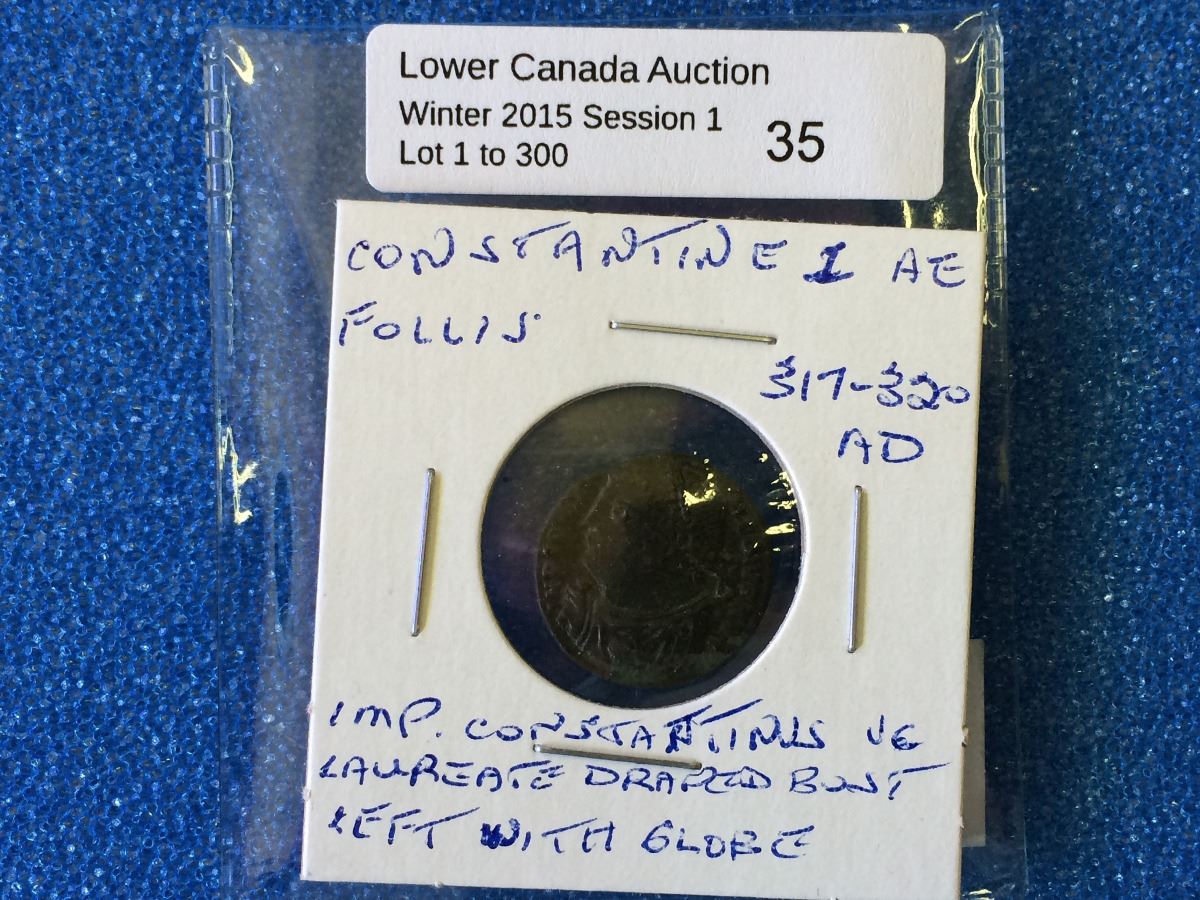 Lower Canada Auction
Winter 2015 Session 1
Lot 1 to 300
35
CONSTANTINE I AE
FOLLIS
317-320
AD
IMP. CONSTANTINUS
LAUREATE DRAPED BUST
LEFT WITH GLOBE